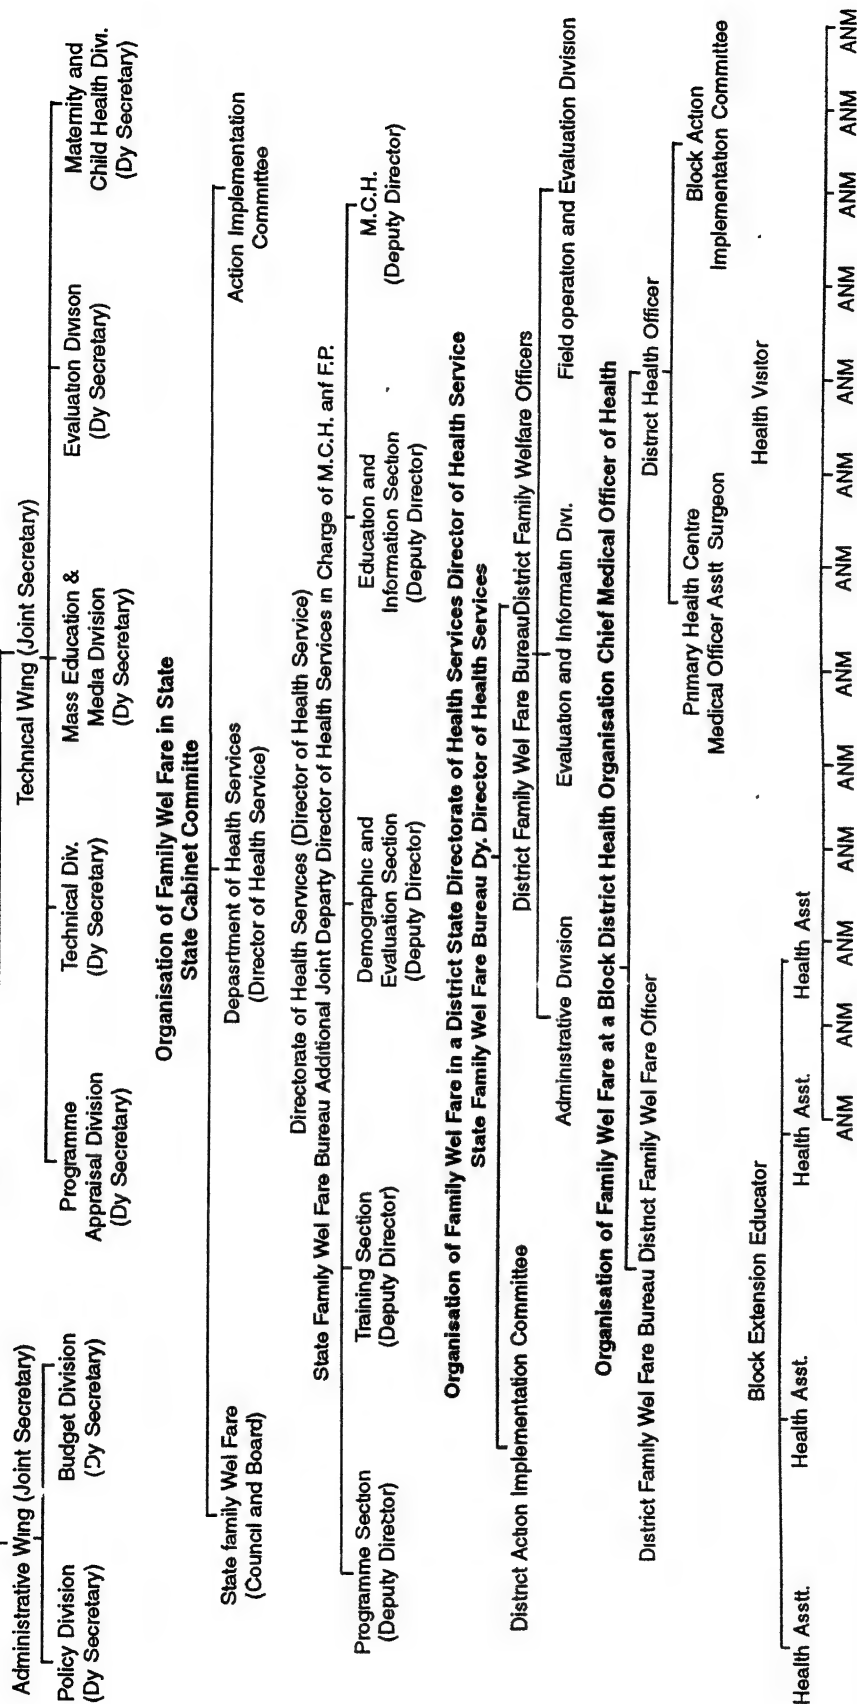 Administrative Wing (Joint Secretary)
Technical Wing (Joint Secretary)
Policy Division
(Dy Secretary)
Budget Division
(Dy Secretary)
Programme
Appraisal Division
(Dy Secretary)
Technical Div.
(Dy Secretary)
Mass Education &
Media Division
(Dy Secretary)
Evaluation Divison
(Dy Secretary)
Maternity and
Child Health Divi.
(Dy Secretary)
Organisation of Family Wel Fare in State
State Cabinet Committe
State family Wel Fare
(Council and Board)
Depasrtment of Health Services
(Director of Health Service)
Action Implementation
Committee
Directorate of Health Services (Director of Health Service)
State Family Wel Fare Bureau Additional Joint Departy Director of Health Services in Charge of M.C.H. anf F.P.
Programme Section
(Deputy Director)
Training Section
(Deputy Director)
Demographic and
Evaluation Section
(Deputy Director)
Education and
Information Section
(Deputy Director)
M.C.H.
(Deputy Director)
Organisation of Family Wel Fare in a District State Directorate of Health Services Director of Health Service
State Family Wel Fare Bureau Dy. Director of Health Services
District Action Implementation Committee
District Family Wel Fare BureauDistrict Family Welfare Officers
Administrative Division
Evaluation and Informatin Divi.
Field operation and Evaluation Division
Organisation of Family Wel Fare at a Block District Health Organisation Chief Medical Officer of Health
District Family Wel Fare Bureau District Family Wel Fare Officer
District Health Officer
Primary Health Centre
Medical Officer Asstt Surgeon
Block Action
Implementation Committee
Block Extension Educator
Health Visitor
Health Asstt.
Health Asst.
Health Asst.
Health Asst
ANM ANM ANM ANM ANM ANM ANM ANM ANM ANM ANM ANM ANM